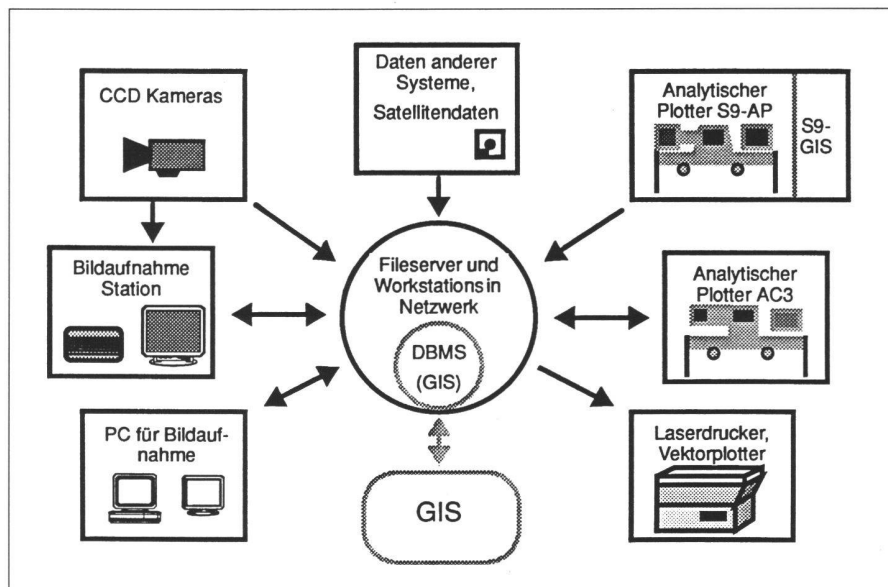 CCD Kameras
Daten anderer
Systeme,
Satellitendaten
Analytischer
Plotter S9-AP
S9-
GIS
Bildaufnahme
Station
Fileserver und
Workstations in
Netzwerk
DBMS
(GIS)
Analytischer
Plotter AC3
PC für Bildauf-
nahme
GIS
Laserdrucker,
Vektorplotter